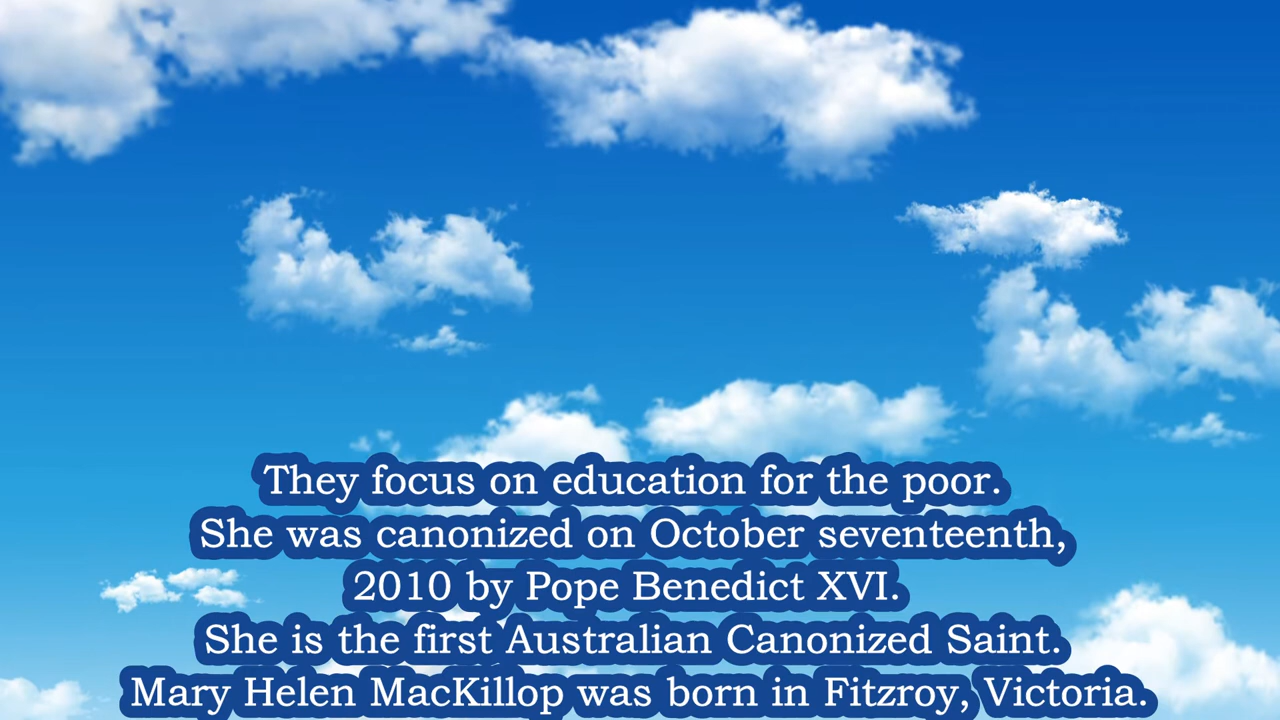 They focus on education for the poor.
She was canonized on October seventeenth,
2010 by Pope Benedict XVI.
She is the first Australian Canonized Saint.
Mary Helen MacKillop was born in Fitzroy, Victoria.